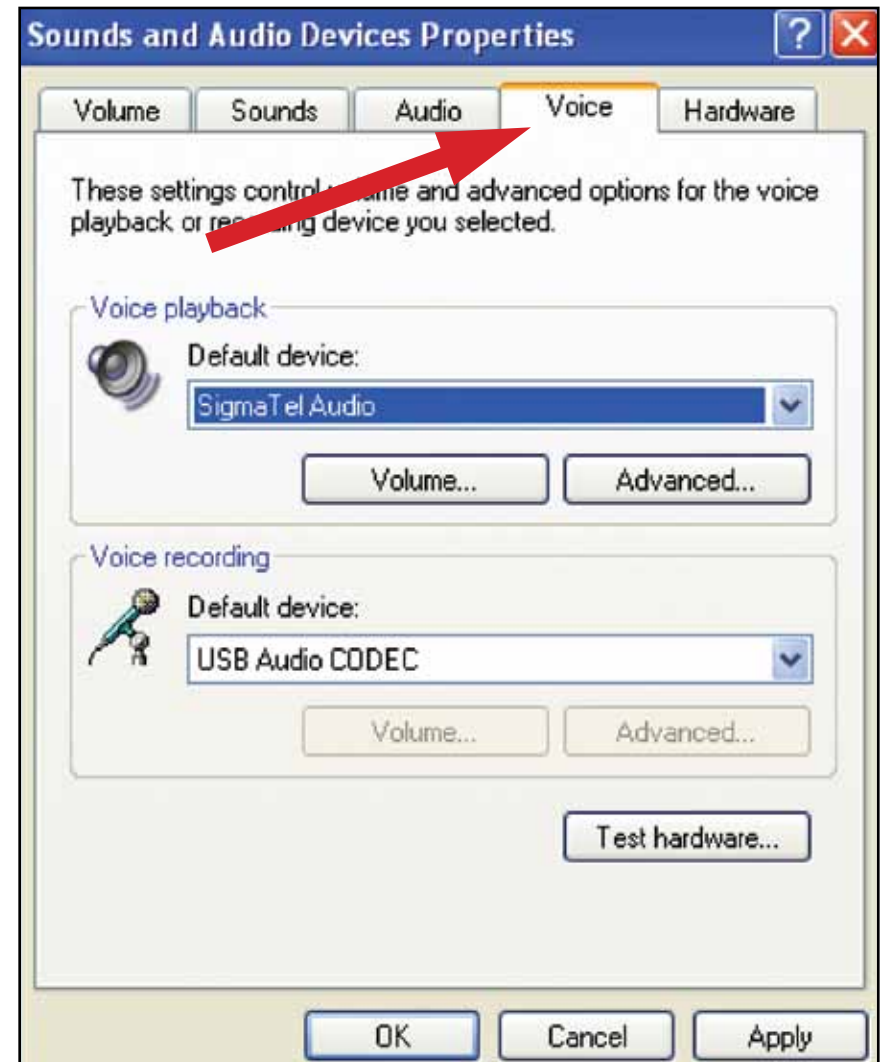 Sounds and Audio Devices Properties
Volume Sounds Audio Voice Hardware
These settings control volume and advanced options for the voice
playback or recording device you selected.
Voice playback
Default device:
SigmaTel Audio
Volume... Advanced...
Voice recording
Default device:
USB Audio CODEC
Volume... Advanced...
Test hardware...
OK Cancel Apply